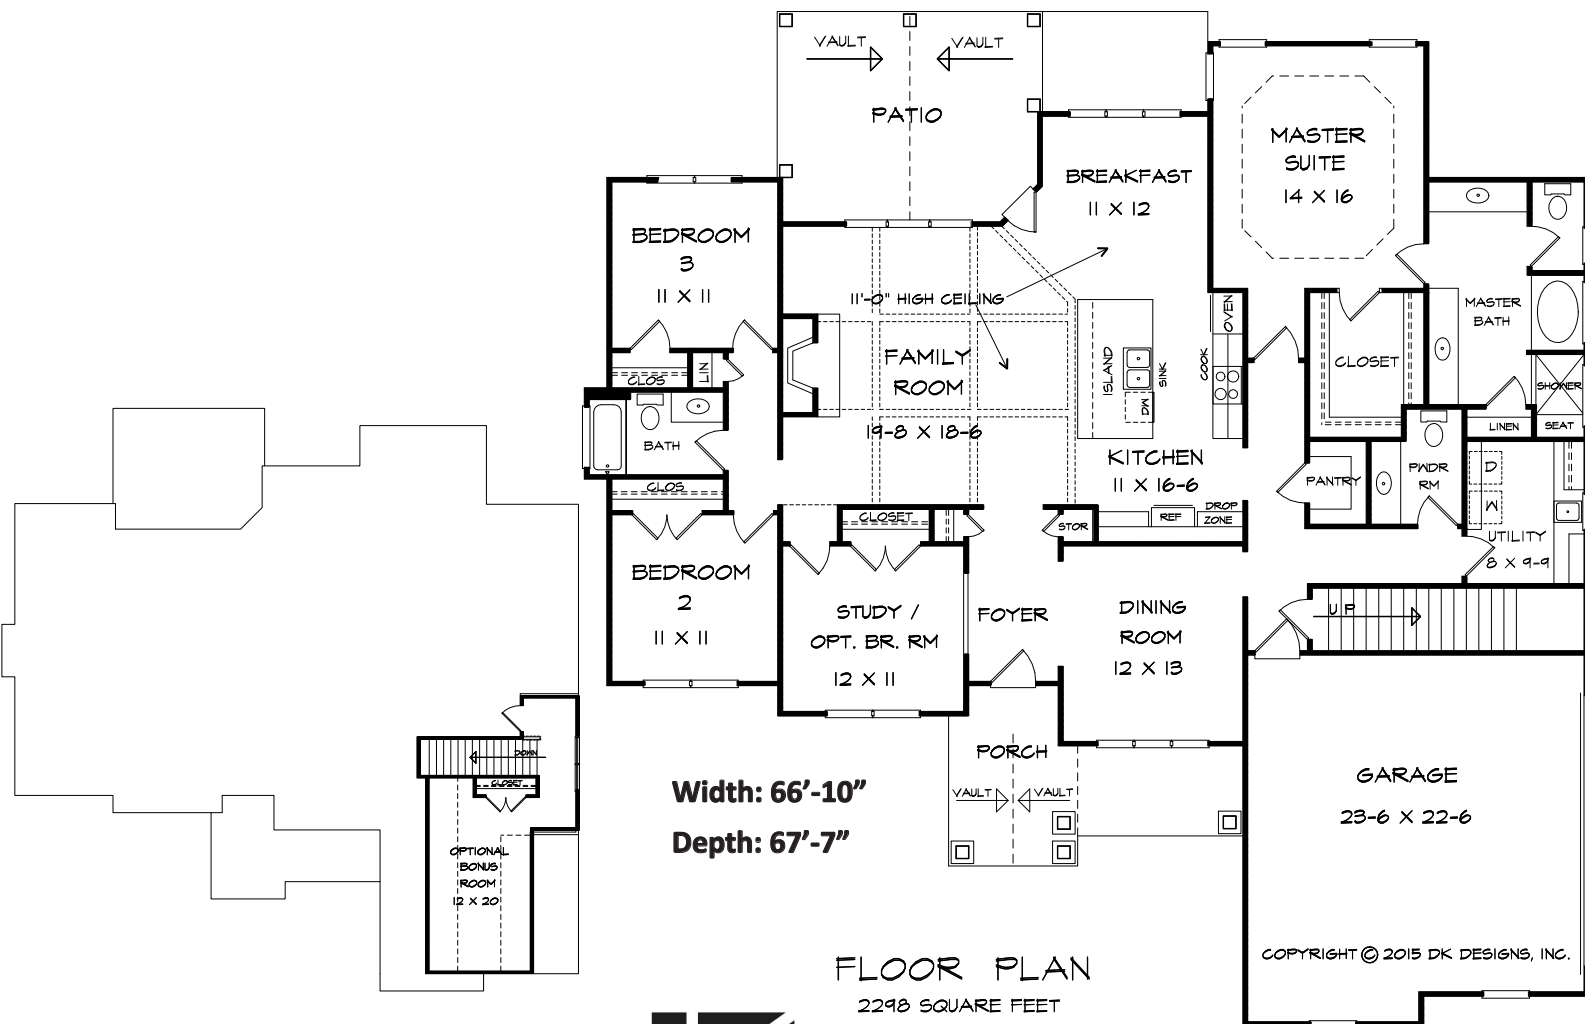 VAULT
VAULT
PATIO
MASTER
SUITE
14 X 16
BREAKFAST
11 X 12
BEDROOM
3
11 X 11
11'-0" HIGH CEILING
FAMILY
ROOM
19-8 X 18-6
ISLAND
SINK
DW
COOK
OVEN
KITCHEN
11 X 16-6
CLOSET
MASTER
BATH
SHOWER
SEAT
LINEN
CLOS
LIN
BATH
CLOS
PANTRY
PWDR
RM
D
W
UTILITY
8 X 9-9
DROP
ZONE
REF
STOR
CLOSET
BEDROOM
2
11 X 11
STUDY /
OPT. BR. RM
12 X 11
FOYER
DINING
ROOM
12 X 13
UP
PORCH
VAULT
VAULT
GARAGE
23-6 X 22-6
DOWN
CLOSET
OPTIONAL
BONUS
ROOM
12 X 20
Width: 66’-10”
Depth: 67’-7”
COPYRIGHT © 2015 DK DESIGNS, INC.
FLOOR PLAN
2298 SQUARE FEET